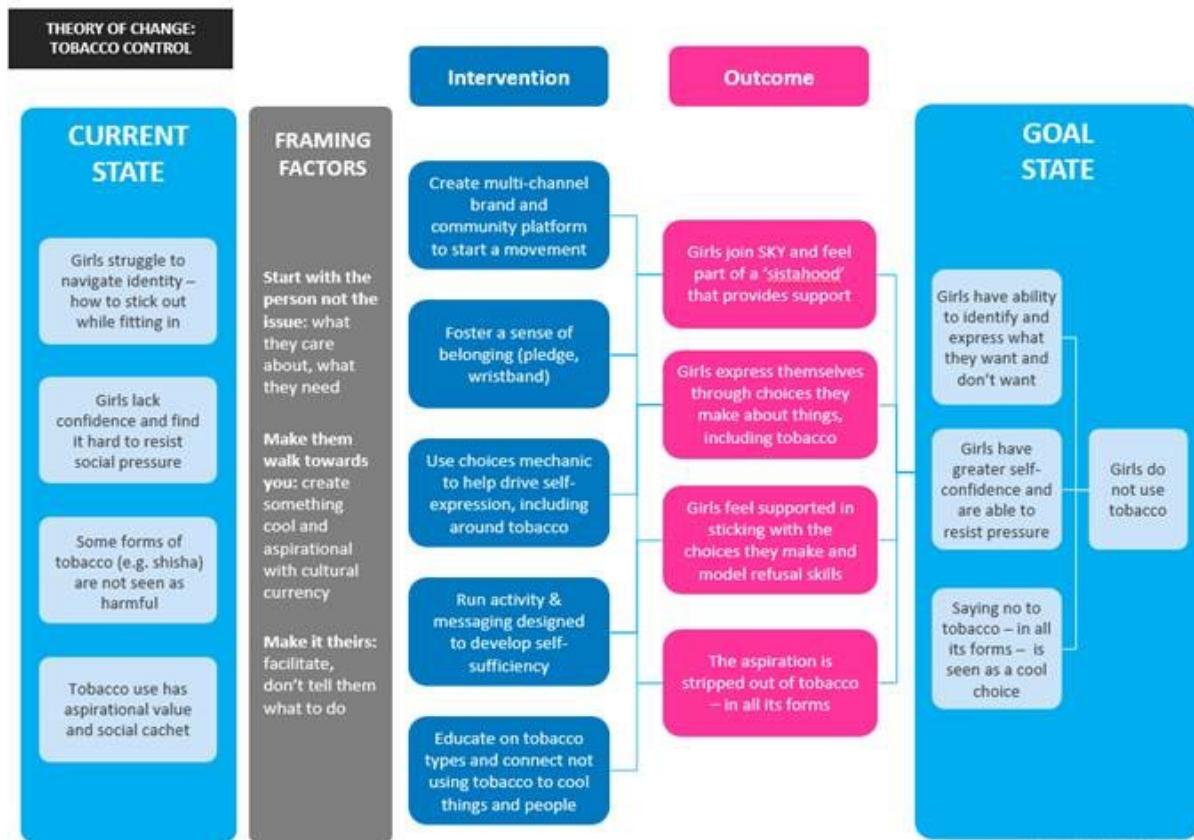 THEORY OF CHANGE:
TOBACCO CONTROL
CURRENT
STATE
Girls struggle to
navigate identity –
how to stick out
while fitting in
Girls lack
confidence and find
it hard to resist
social pressure
Some forms of
tobacco (e.g. shisha)
are not seen as
harmful
Tobacco use has
aspirational value
and social cachet
FRAMING
FACTORS
Start with the
person not the
issue: what
they care
about, what
they need
Make them
walk towards
you: create
something
cool and
aspirational
with cultural
currency
Make it theirs:
facilitate,
don't tell them
what to do
Intervention
Create multi-channel
brand and
community platform
to start a movement
Foster a sense of
belonging (pledge,
wristband)
Use choices mechanic
to help drive self-
expression, including
around tobacco
Run activity &
messaging designed
to develop self-
sufficiency
Educate on tobacco
types and connect not
using tobacco to cool
things and people
Outcome
Girls join SKY and feel
part of a 'sistahood'
that provides support
Girls express themselves
through choices they
make about things,
including tobacco
Girls feel supported in
sticking with the
choices they make and
model refusal skills
The aspiration is
stripped out of tobacco
– in all its forms
GOAL
STATE
Girls have ability
to identify and
express what
they want and
don't want
Girls have
greater self-
confidence and
are able to
resist pressure
Saying no to
tobacco – in all
its forms – is
seen as a cool
choice
Girls do
not use
tobacco